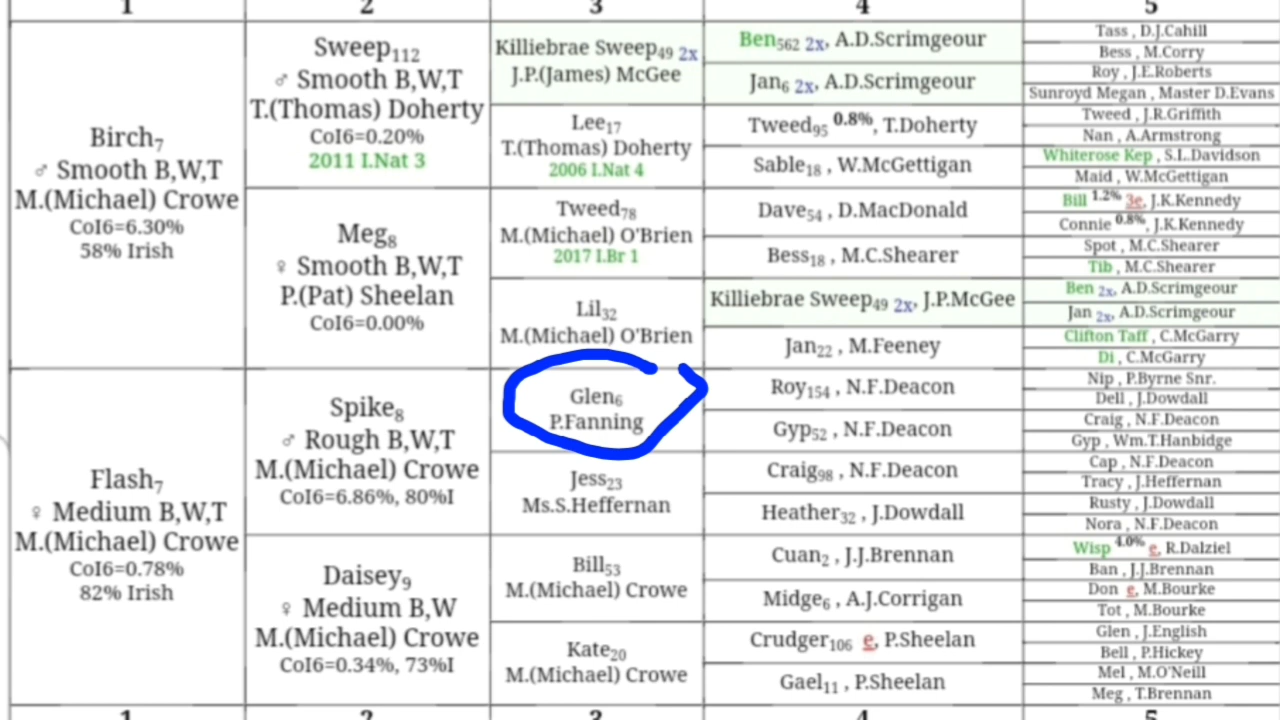 1 2 3 4 5
Birch7
♂ Smooth B,W,T
M.(Michael) Crowe
CoI6=6.30%
58% Irish
Flash7
♀ Medium B,W,T
M.(Michael) Crowe
CoI6=0.78%
82% Irish
Sweep112
♂ Smooth B,W,T
T.(Thomas) Doherty
CoI6=0.20%
2011 I.Nat 3
Meg8
♀ Smooth B,W,T
P.(Pat) Sheelan
CoI6=0.00%
Spike8
♂ Rough B,W,T
M.(Michael) Crowe
CoI6=6.86%, 80%I
Daisey9
♀ Medium B,W
M.(Michael) Crowe
CoI6=0.34%, 73%I
Killiebrae Sweep49 2x
J.P.(James) McGee
Lee17
T.(Thomas) Doherty
2006 I.Nat 4
Tweed78
M.(Michael) O'Brien
2017 I.Br 1
Lil32
M.(Michael) O'Brien
Glen6
P.Fanning
Jess23
Ms.S.Heffernan
Bill53
M.(Michael) Crowe
Kate20
M.(Michael) Crowe
Ben562 2x, A.D.Scrimgeour
Jan6 2x, A.D.Scrimgeour
Tweed95 0.8%, T.Doherty
Sable18 , W.McGettigan
Dave54 , D.MacDonald
Bess18 , M.C.Shearer
Killiebrae Sweep49 2x, J.P.McGee
Jan22 , M.Feeney
Roy154 , N.F.Deacon
Gyp52 , N.F.Deacon
Craig98 , N.F.Deacon
Heather32 , J.Dowdall
Cuan2 , J.J.Brennan
Midge6 , A.J.Corrigan
Crudger106 e, P.Sheelan
Gael11 , P.Sheelan
Tass , D.J.Cahill
Bess , M.Corry
Roy , J.E.Roberts
Sunroyd Megan , Master D.Evans
Tweed , J.R.Griffith
Nan , A.Armstrong
Whiterose Kep , S.L.Davidson
Maid , W.McGettigan
Bill 1.2% 3e, J.K.Kennedy
Connie 0.8%, J.K.Kennedy
Spot , M.C.Shearer
Tib , M.C.Shearer
Ben 2x, A.D.Scrimgeour
Jan 2x, A.D.Scrimgeour
Clifton Taff , C.McGarry
Di , C.McGarry
Nip , P.Byrne Snr.
Dell , J.Dowdall
Craig , N.F.Deacon
Gyp , Wm.T.Hanbidge
Cap , N.F.Deacon
Tracy , J.Heffernan
Rusty , J.Dowdall
Nora , N.F.Deacon
Wisp 4.0% e, R.Dalziel
Ban , J.J.Brennan
Don e, M.Bourke
Tot , M.Bourke
Glen , J.English
Bell , P.Hickey
Mel , M.O'Neill
Meg , T.Brennan
1 2 3 4 5